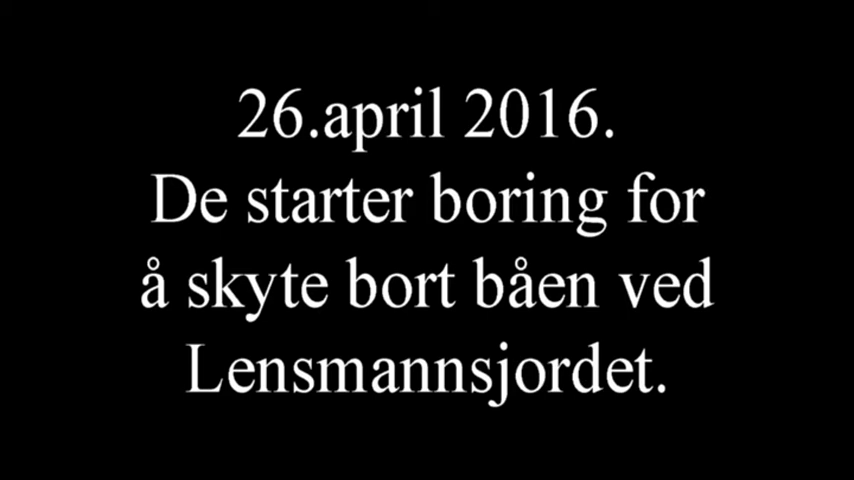 26.april 2016.
De starter boring for
å skyte bort båen ved
Lensmannsjordet.